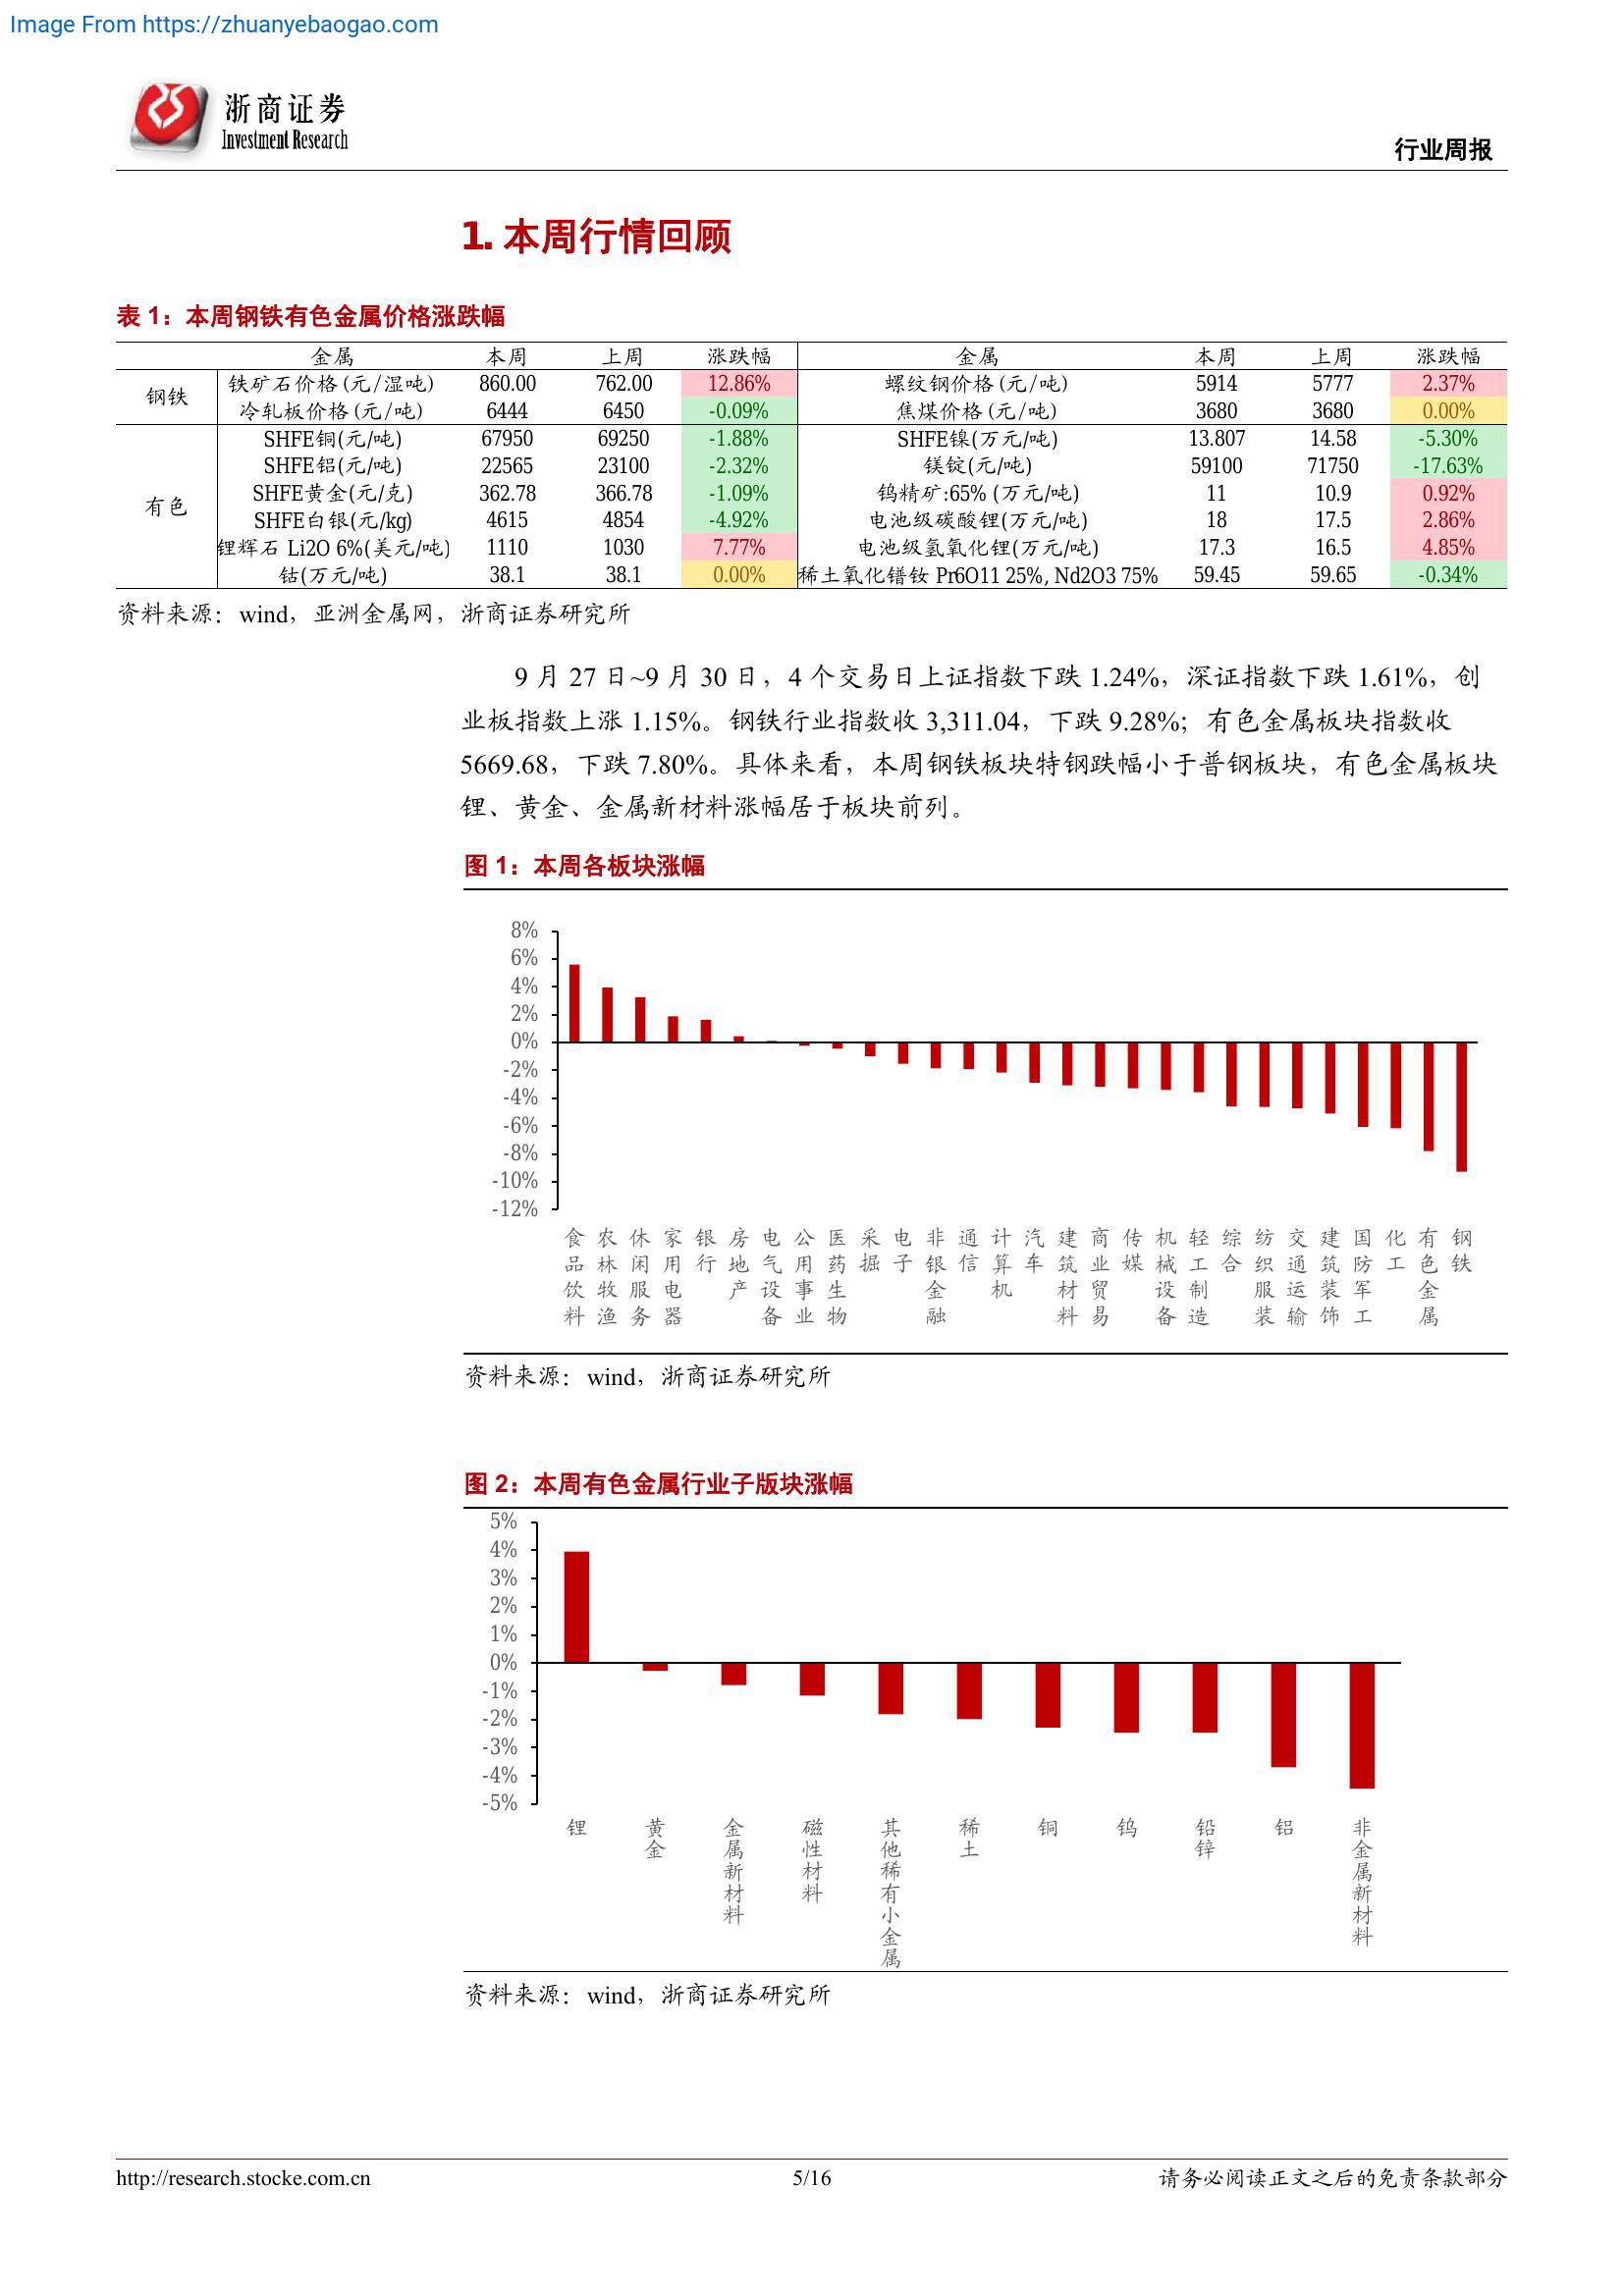 Image From https://zhuanyebaogao.com
浙商证券
Investment Research
行业周报
1. 本周行情回顾
表 1：本周钢铁有色金属价格涨跌幅
金属 本周 上周 涨跌幅 金属 本周 上周 涨跌幅
钢铁 铁矿石价格(元/湿吨) 860.00 762.00 12.86% 螺纹钢价格(元/吨) 5914 5777 2.37%
冷轧板价格(元/吨) 6444 6450 -0.09% 焦煤价格(元/吨) 3680 3680 0.00%
有色 SHFE铜(元/吨) 67950 69250 -1.88% SHFE镍(万元/吨) 13.807 14.58 -5.30%
SHFE铝(元/吨) 22565 23100 -2.32% 镁锭(元/吨) 59100 71750 -17.63%
SHFE黄金(元/克) 362.78 366.78 -1.09% 钨精矿:65% (万元/吨) 11 10.9 0.92%
SHFE白银(元/kg) 4615 4854 -4.92% 电池级碳酸锂(万元/吨) 18 17.5 2.86%
锂辉石 Li2O 6%(美元/吨) 1110 1030 7.77% 电池级氢氧化锂(万元/吨) 17.3 16.5 4.85%
钴(万元/吨) 38.1 38.1 0.00% 稀土氧化镨钕 Pr6O11 25%, Nd2O3 75% 59.45 59.65 -0.34%
资料来源：wind，亚洲金属网，浙商证券研究所
9 月 27 日~9 月 30 日，4 个交易日上证指数下跌 1.24%，深证指数下跌 1.61%，创
业板指数上涨 1.15%。钢铁行业指数收 3,311.04，下跌 9.28%；有色金属板块指数收
5669.68，下跌 7.80%。具体来看，本周钢铁板块特钢跌幅小于普钢板块，有色金属板块
锂、黄金、金属新材料涨幅居于板块前列。
图 1：本周各板块涨幅
8%
6%
4%
2%
0%
-2%
-4%
-6%
-8%
-10%
-12%
食品饮料
农林牧渔
休闲服务
家用电器
银行
房地产
电气设备
公用事业
医药生物
采掘
电子
非银金融
通信
计算机
汽车
建筑材料
商业贸易
传媒
机械设备
轻工制造
综合
纺织服装
交通运输
建筑装饰
国防军工
化工
有色金属
钢铁
资料来源：wind，浙商证券研究所
图 2：本周有色金属行业子版块涨幅
5%
4%
3%
2%
1%
0%
-1%
-2%
-3%
-4%
-5%
锂
黄金
金属新材料
磁性材料
其他稀有小金属
稀土
铜
钨
铅锌
铝
非金属新材料
资料来源：wind，浙商证券研究所
http://research.stocke.com.cn
5/16
请务必阅读正文之后的免责条款部分